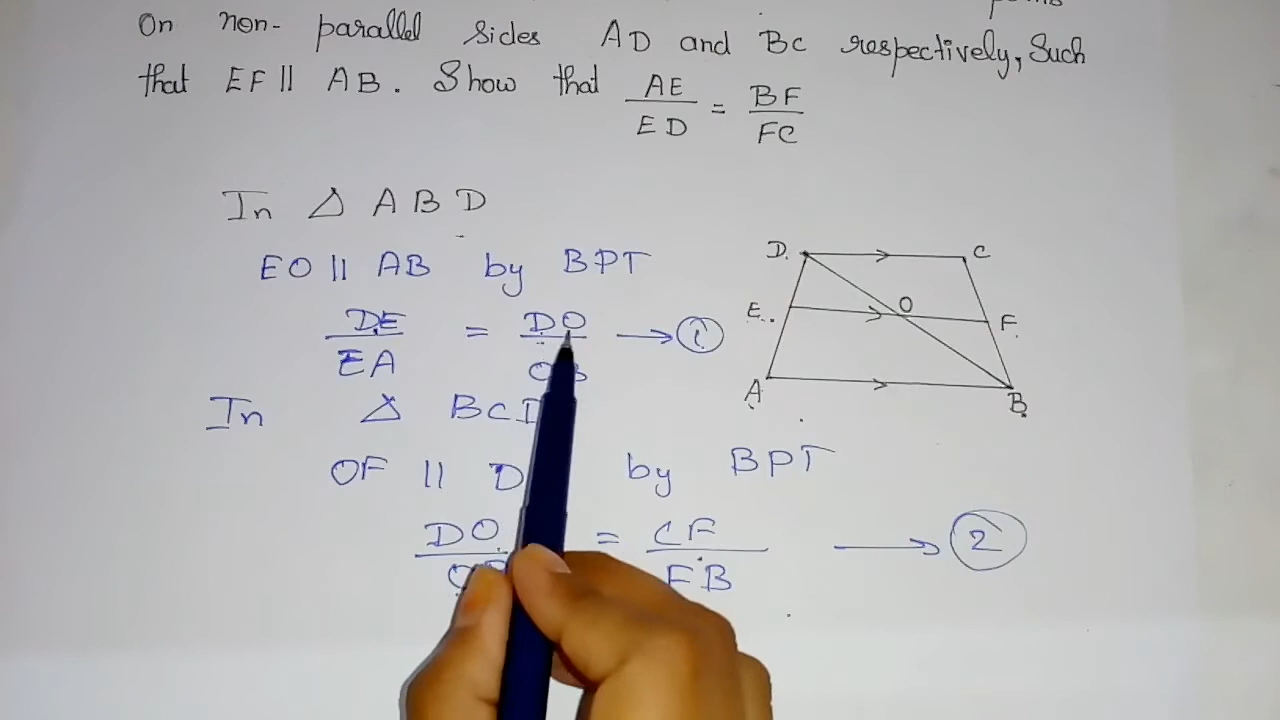 On non-parallel sides AD and BC respectively, Such
that EF || AB. Show that AE/ED = BF/FC
In △ ABD
EO || AB by BPT
DE/EA = DO/OB → ①
In △ BC
OF || D by BPT
DO = CF/FB → ②
D C
E O F
A B